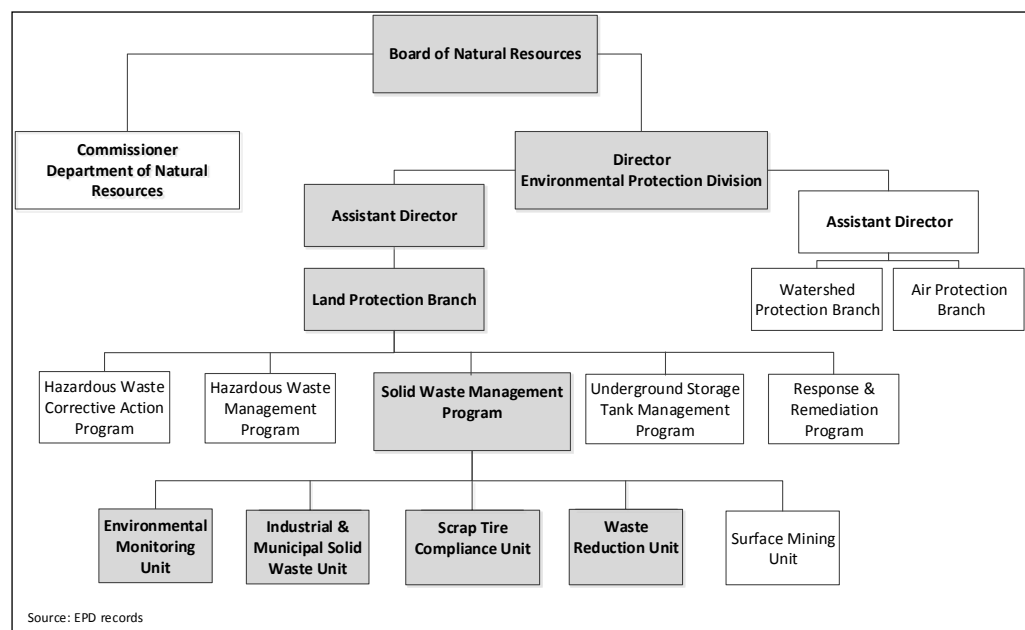 Board of Natural Resources
Commissioner
Department of Natural
Resources
Director
Environmental Protection Division
Assistant Director
Assistant Director
Land Protection Branch
Watershed
Protection Branch
Air Protection
Branch
Hazardous Waste
Corrective Action
Program
Hazardous Waste
Management
Program
Solid Waste Management
Program
Underground Storage
Tank Management
Program
Response &
Remediation
Program
Environmental
Monitoring
Unit
Industrial &
Municipal Solid
Waste Unit
Scrap Tire
Compliance Unit
Waste
Reduction Unit
Surface Mining
Unit
Source: EPD records